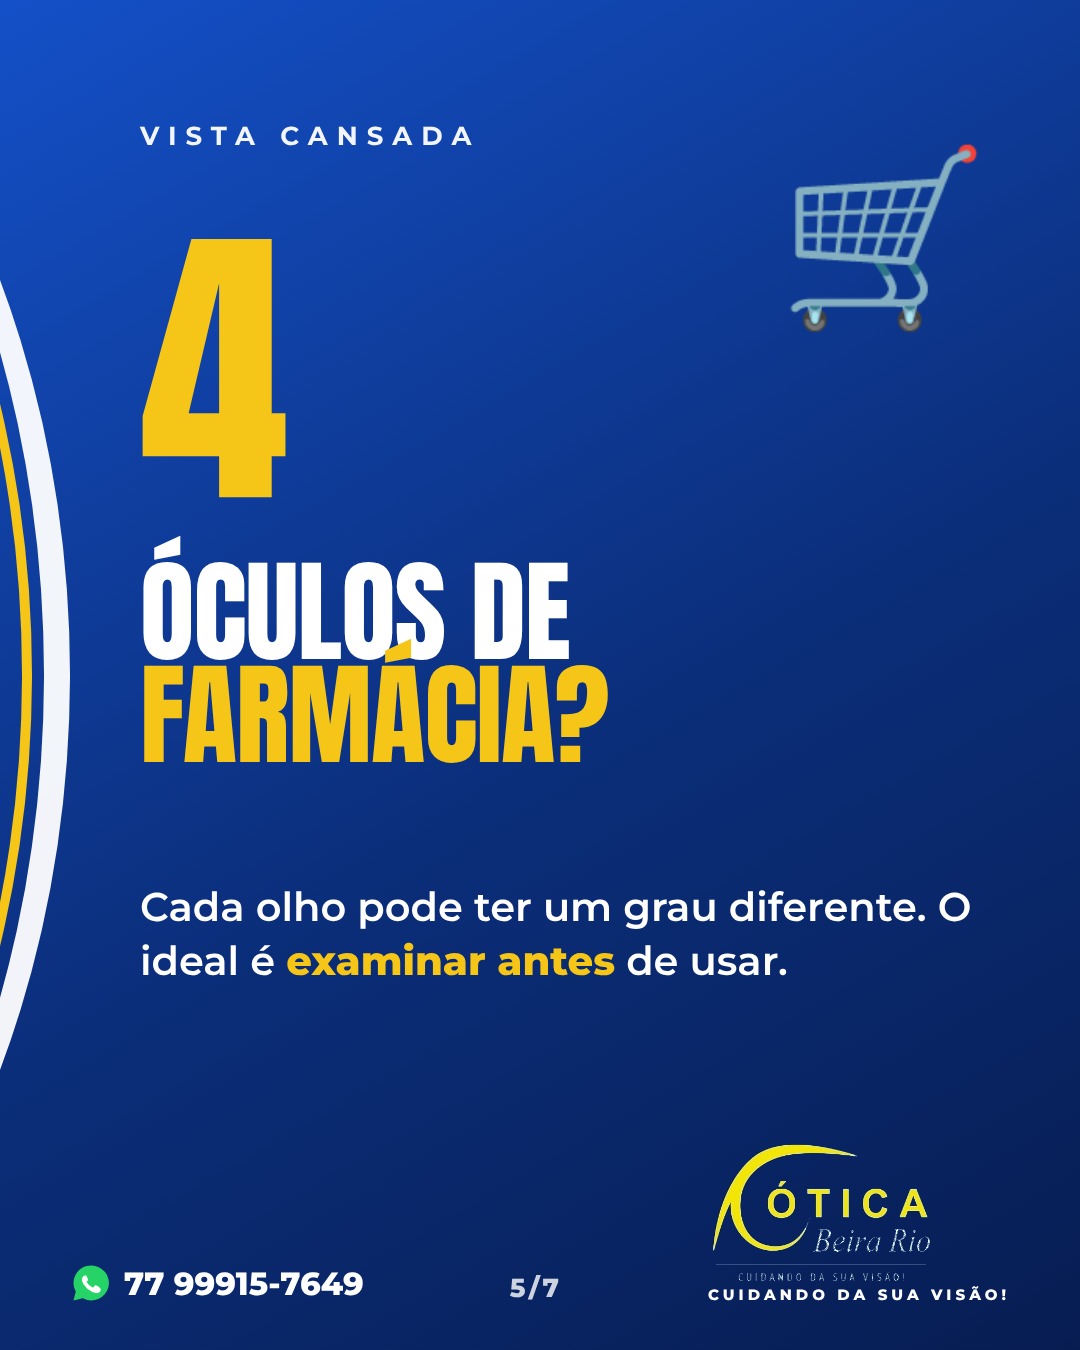 VISTA CANSADA
4
ÓCULOS DE
FARMÁCIA?
Cada olho pode ter um grau diferente. O
ideal é examinar antes de usar.
ÓTICA
Beira Rio
CUIDANDO DA SUA VISÃO!
77 99915-7649
5/7
CUIDANDO DA SUA VISÃO!